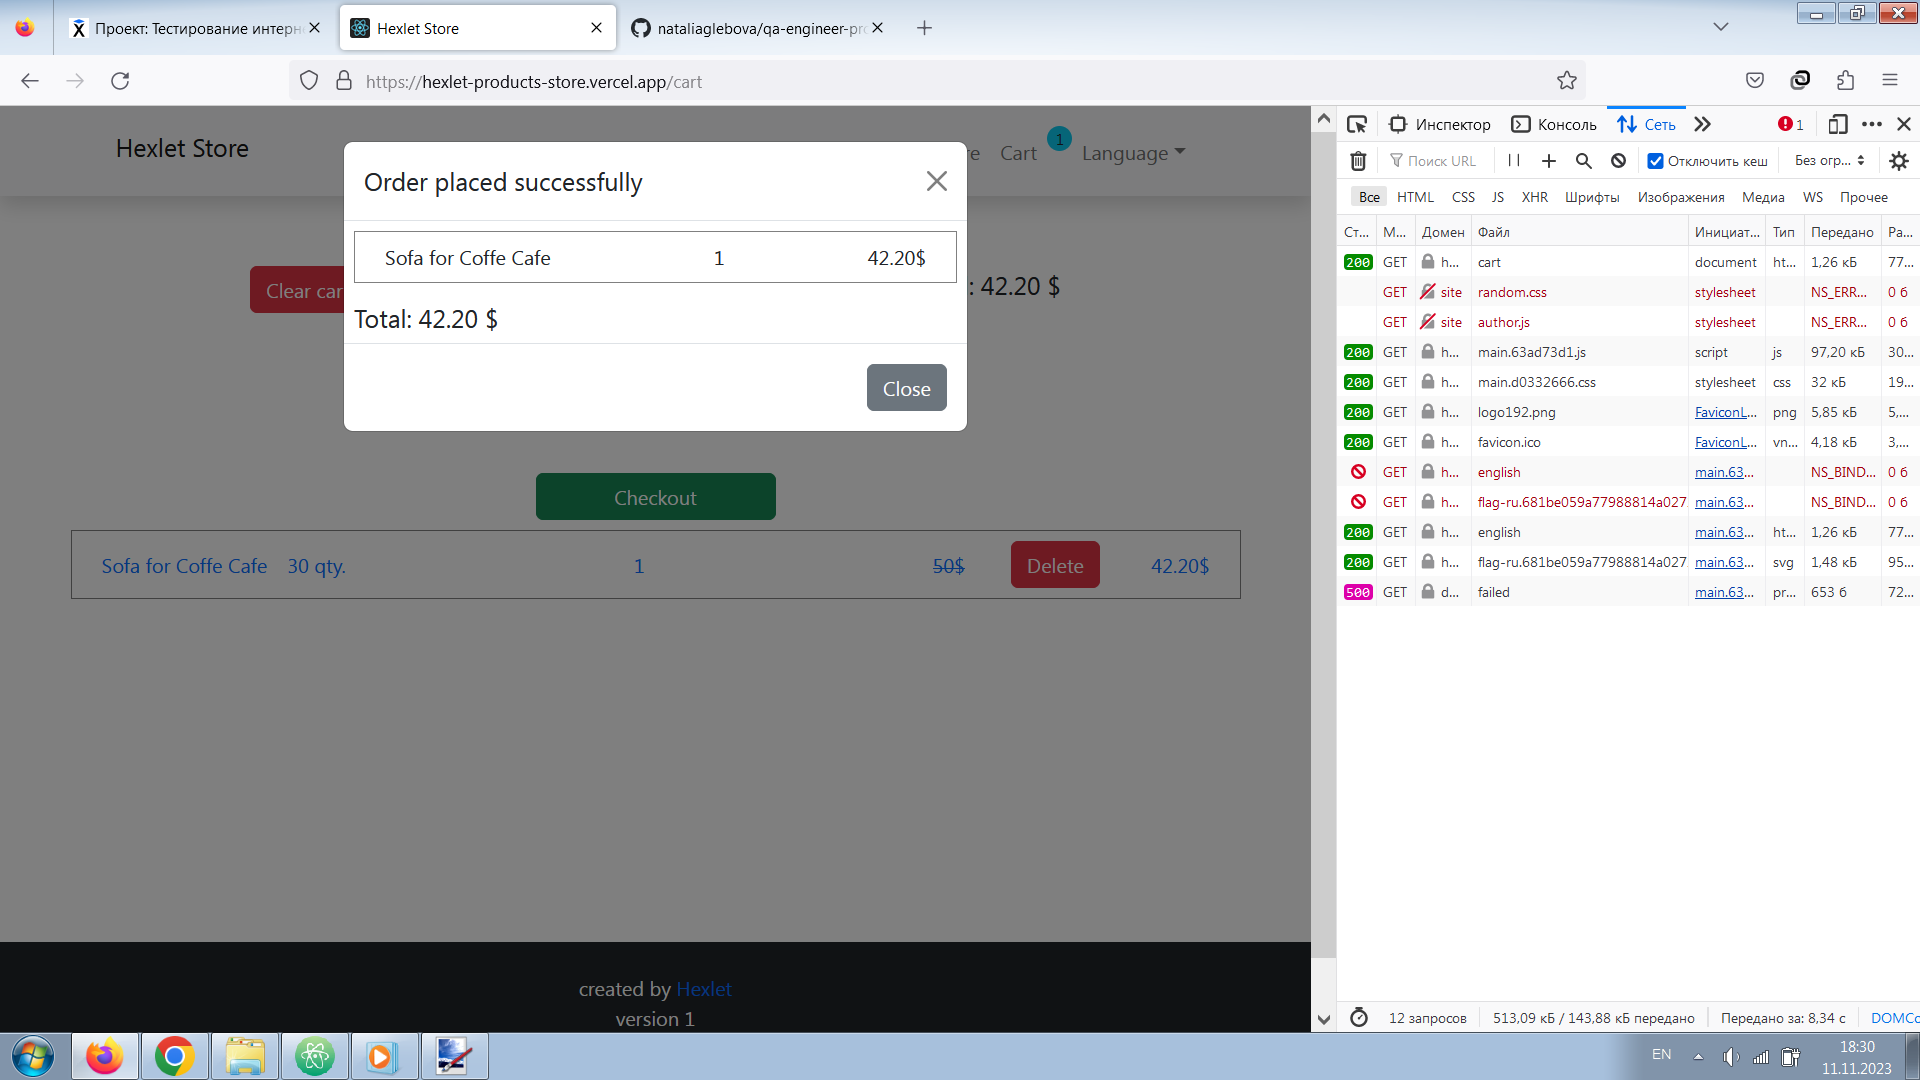 Проект: Тестирование интерн
Hexlet Store
nataliaglebova/qa-engineer-pro
https://hexlet-products-store.vercel.app/cart
Hexlet Store
re
Cart
1
Language
Order placed successfully
Sofa for Coffe Cafe 1 42.20$
Total: 42.20 $
Close
Clear car
: 42.20 $
Checkout
Sofa for Coffe Cafe 30 qty. 1 50$ Delete 42.20$
created by Hexlet
version 1
Инспектор Консоль Сеть 1
Поиск URL Отключить кеш Без огр...
Все HTML CSS JS XHR Шрифты Изображения Медиа WS Прочее
Ст... М... Домен Файл Инициат... Тип Передано Ра...
200 GET h... cart document ht... 1,26 кБ 77...
GET site random.css stylesheet NS_ERR... 0 б
GET site author.js stylesheet NS_ERR... 0 б
200 GET h... main.63ad73d1.js script js 97,20 кБ 30...
200 GET h... main.d0332666.css stylesheet css 32 кБ 19...
200 GET h... logo192.png FaviconL... png 5,85 кБ 5,...
200 GET h... favicon.ico FaviconL... vn... 4,18 кБ 3,...
GET h... english main.63... NS_BIND... 0 б
GET h... flag-ru.681be059a77988814a027 main.63... NS_BIND... 0 б
200 GET h... english main.63... ht... 1,26 кБ 77...
200 GET h... flag-ru.681be059a77988814a027 main.63... svg 1,48 кБ 95...
500 GET d... failed main.63... pr... 653 б 72...
12 запросов 513,09 кБ / 143,88 кБ передано Передано за: 8,34 с DOMCo
EN
18:30
11.11.2023